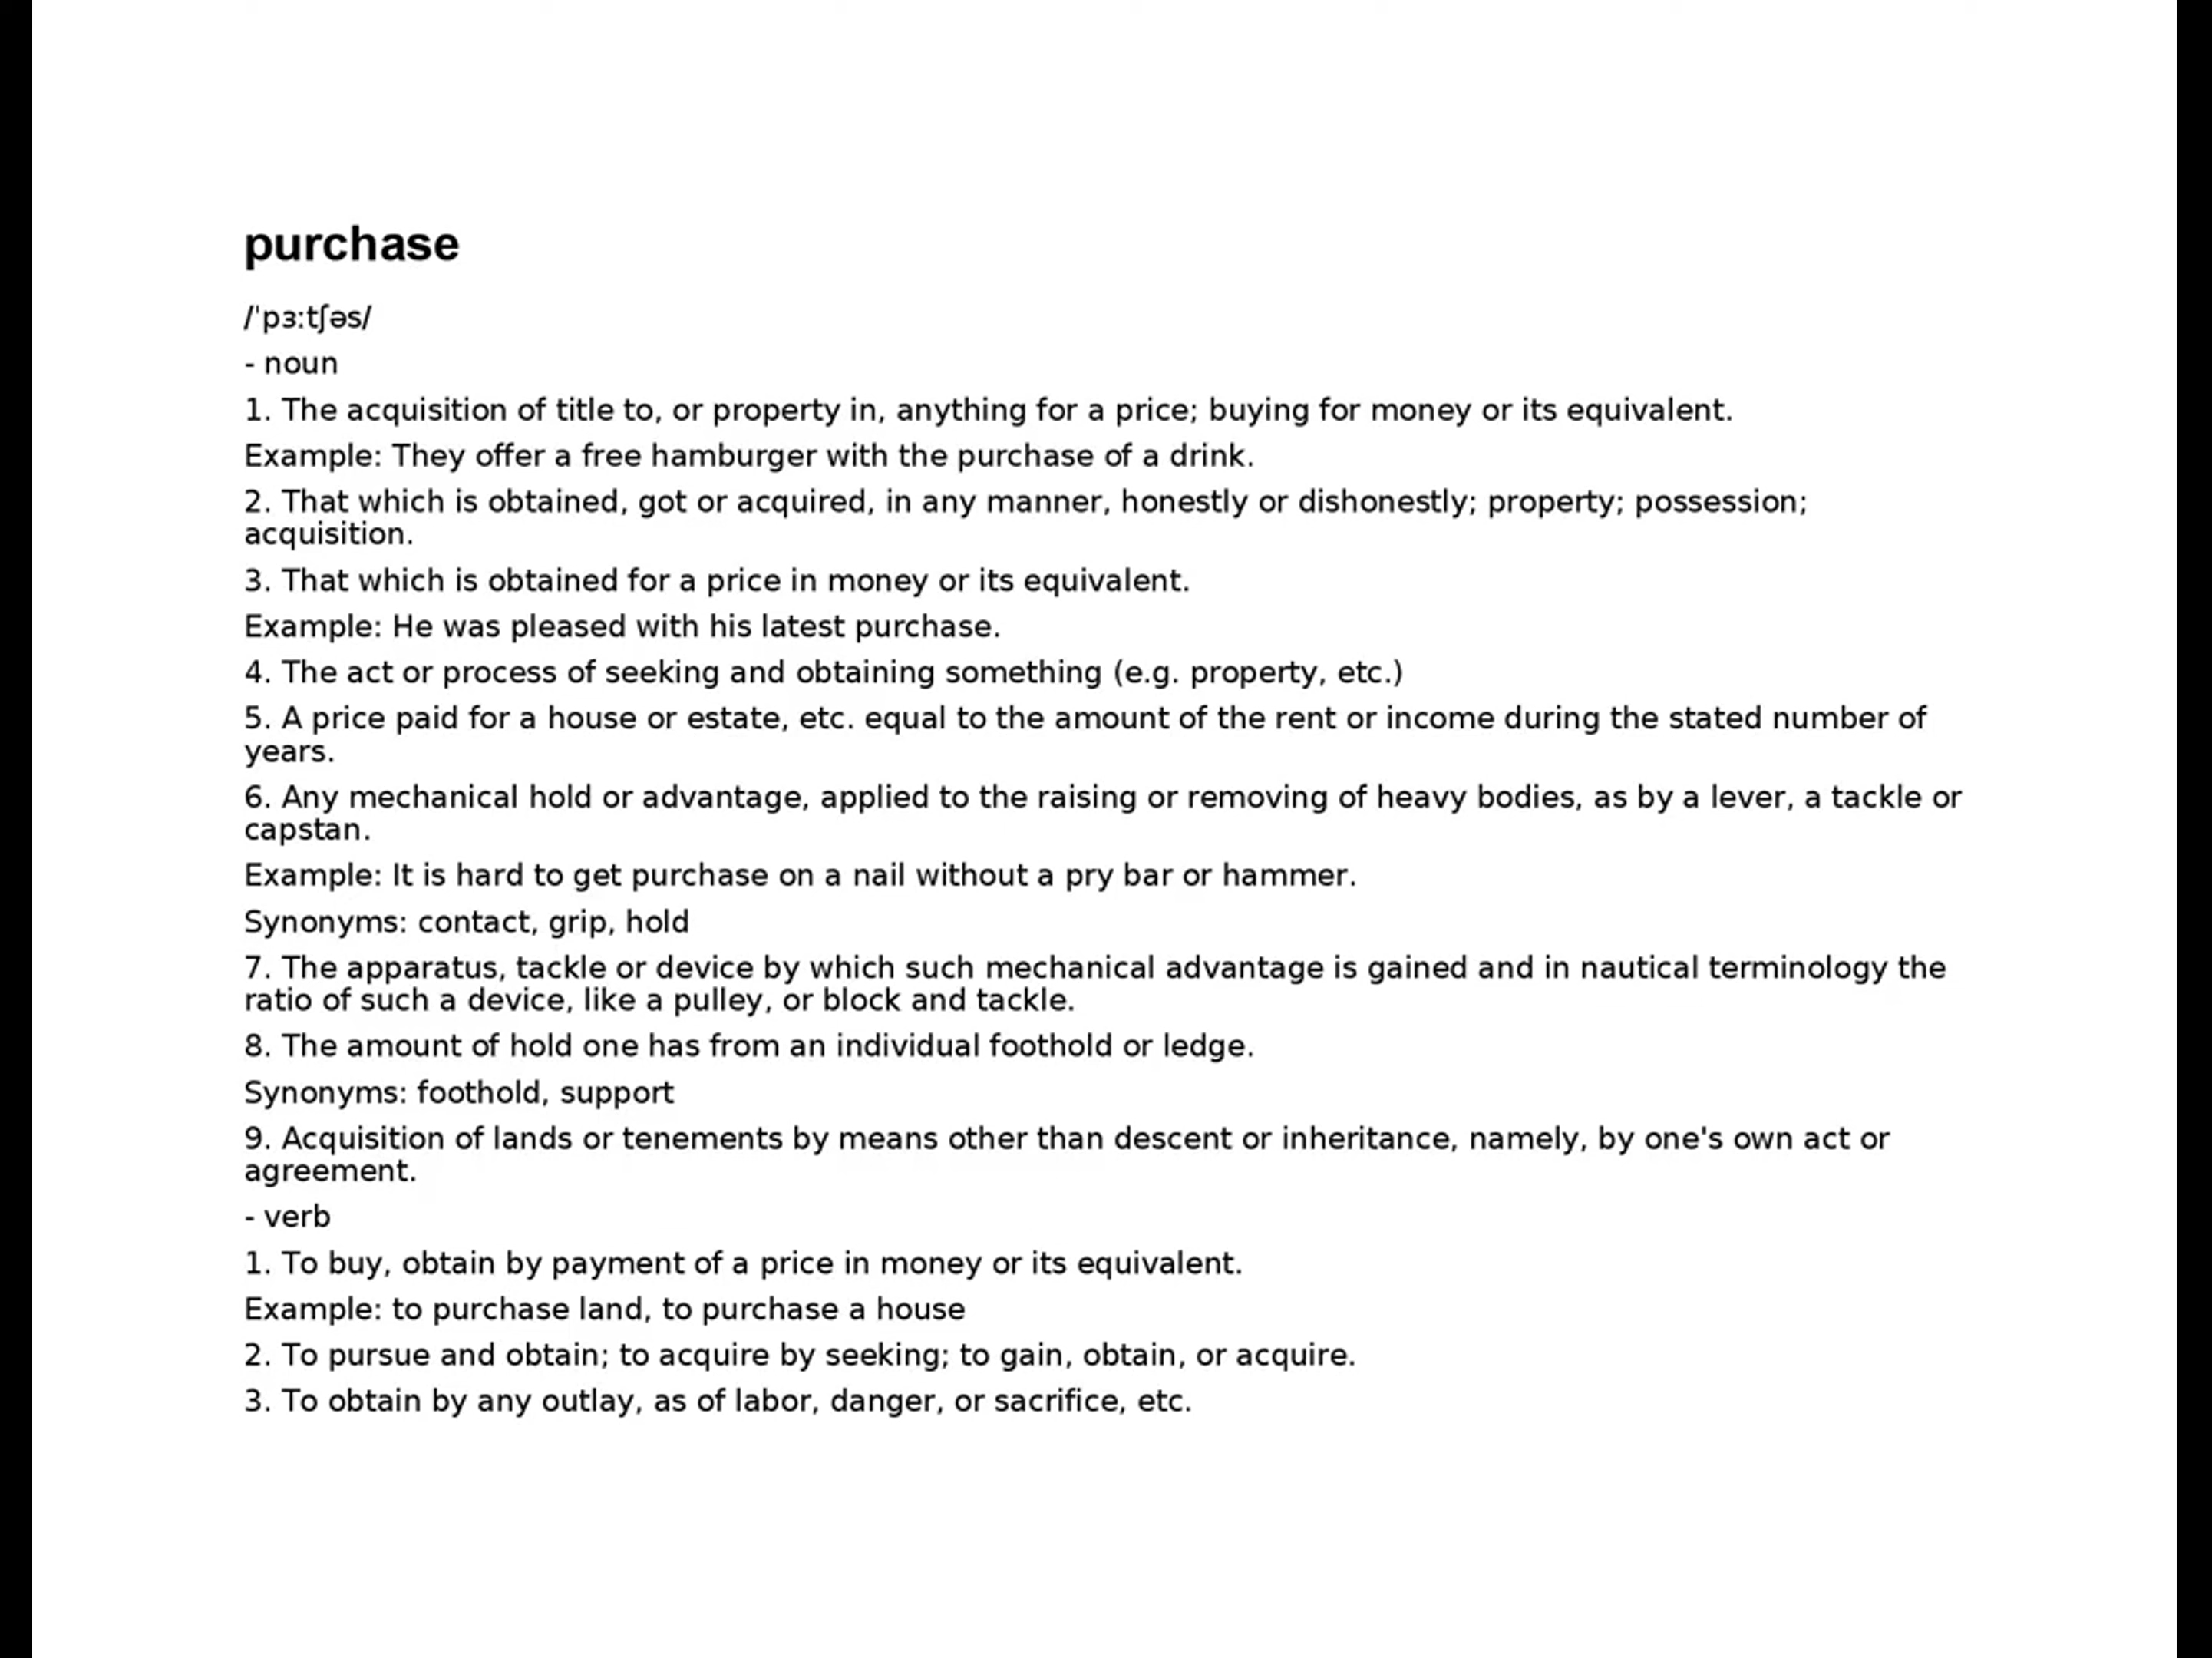 purchase
/ˈpɜːtʃəs/
- noun
1. The acquisition of title to, or property in, anything for a price; buying for money or its equivalent.
Example: They offer a free hamburger with the purchase of a drink.
2. That which is obtained, got or acquired, in any manner, honestly or dishonestly; property; possession;
acquisition.
3. That which is obtained for a price in money or its equivalent.
Example: He was pleased with his latest purchase.
4. The act or process of seeking and obtaining something (e.g. property, etc.)
5. A price paid for a house or estate, etc. equal to the amount of the rent or income during the stated number of
years.
6. Any mechanical hold or advantage, applied to the raising or removing of heavy bodies, as by a lever, a tackle or
capstan.
Example: It is hard to get purchase on a nail without a pry bar or hammer.
Synonyms: contact, grip, hold
7. The apparatus, tackle or device by which such mechanical advantage is gained and in nautical terminology the
ratio of such a device, like a pulley, or block and tackle.
8. The amount of hold one has from an individual foothold or ledge.
Synonyms: foothold, support
9. Acquisition of lands or tenements by means other than descent or inheritance, namely, by one's own act or
agreement.
- verb
1. To buy, obtain by payment of a price in money or its equivalent.
Example: to purchase land, to purchase a house
2. To pursue and obtain; to acquire by seeking; to gain, obtain, or acquire.
3. To obtain by any outlay, as of labor, danger, or sacrifice, etc.